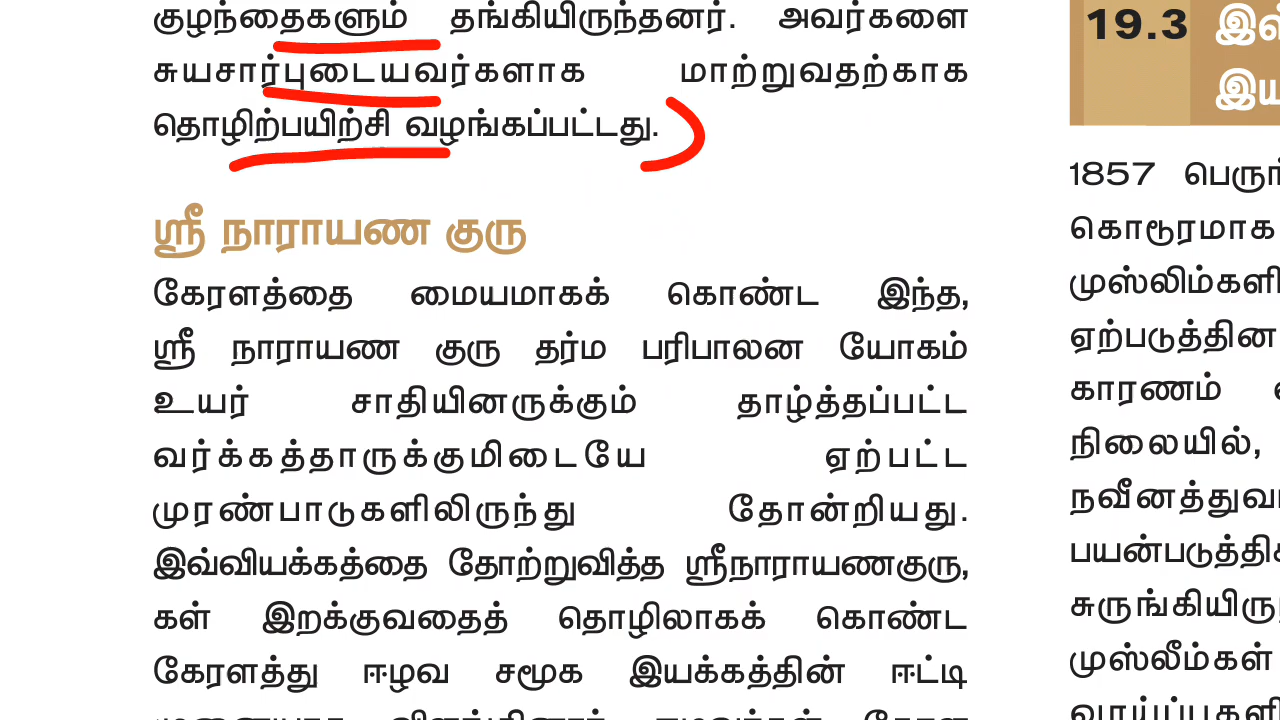 குழந்தைகளும் தங்கியிருந்தனர். அவர்களை
சுயசார்புடையவர்களாக மாற்றுவதற்காக
தொழிற்பயிற்சி வழங்கப்பட்டது.
ஸ்ரீ நாராயண குரு
கேரளத்தை மையமாகக் கொண்ட இந்த,
ஸ்ரீ நாராயண குரு தர்ம பரிபாலன யோகம்
உயர் சாதியினருக்கும் தாழ்த்தப்பட்ட
வர்க்கத்தாருக்குமிடையே ஏற்பட்ட
முரண்பாடுகளிலிருந்து தோன்றியது.
இவ்வியக்கத்தை தோற்றுவித்த ஸ்ரீநாராயணகுரு,
கள் இறக்குவதைத் தொழிலாகக் கொண்ட
கேரளத்து ஈழவ சமூக இயக்கத்தின் ஈட்டி
19.3
1857
கொடூரமாக
முஸ்லிம்களி
ஏற்படுத்தின
காரணம்
நிலையில்,
நவீனத்துவ
பயன்படுத்தி
சுருங்கியிரு
முஸ்லீம்கள்